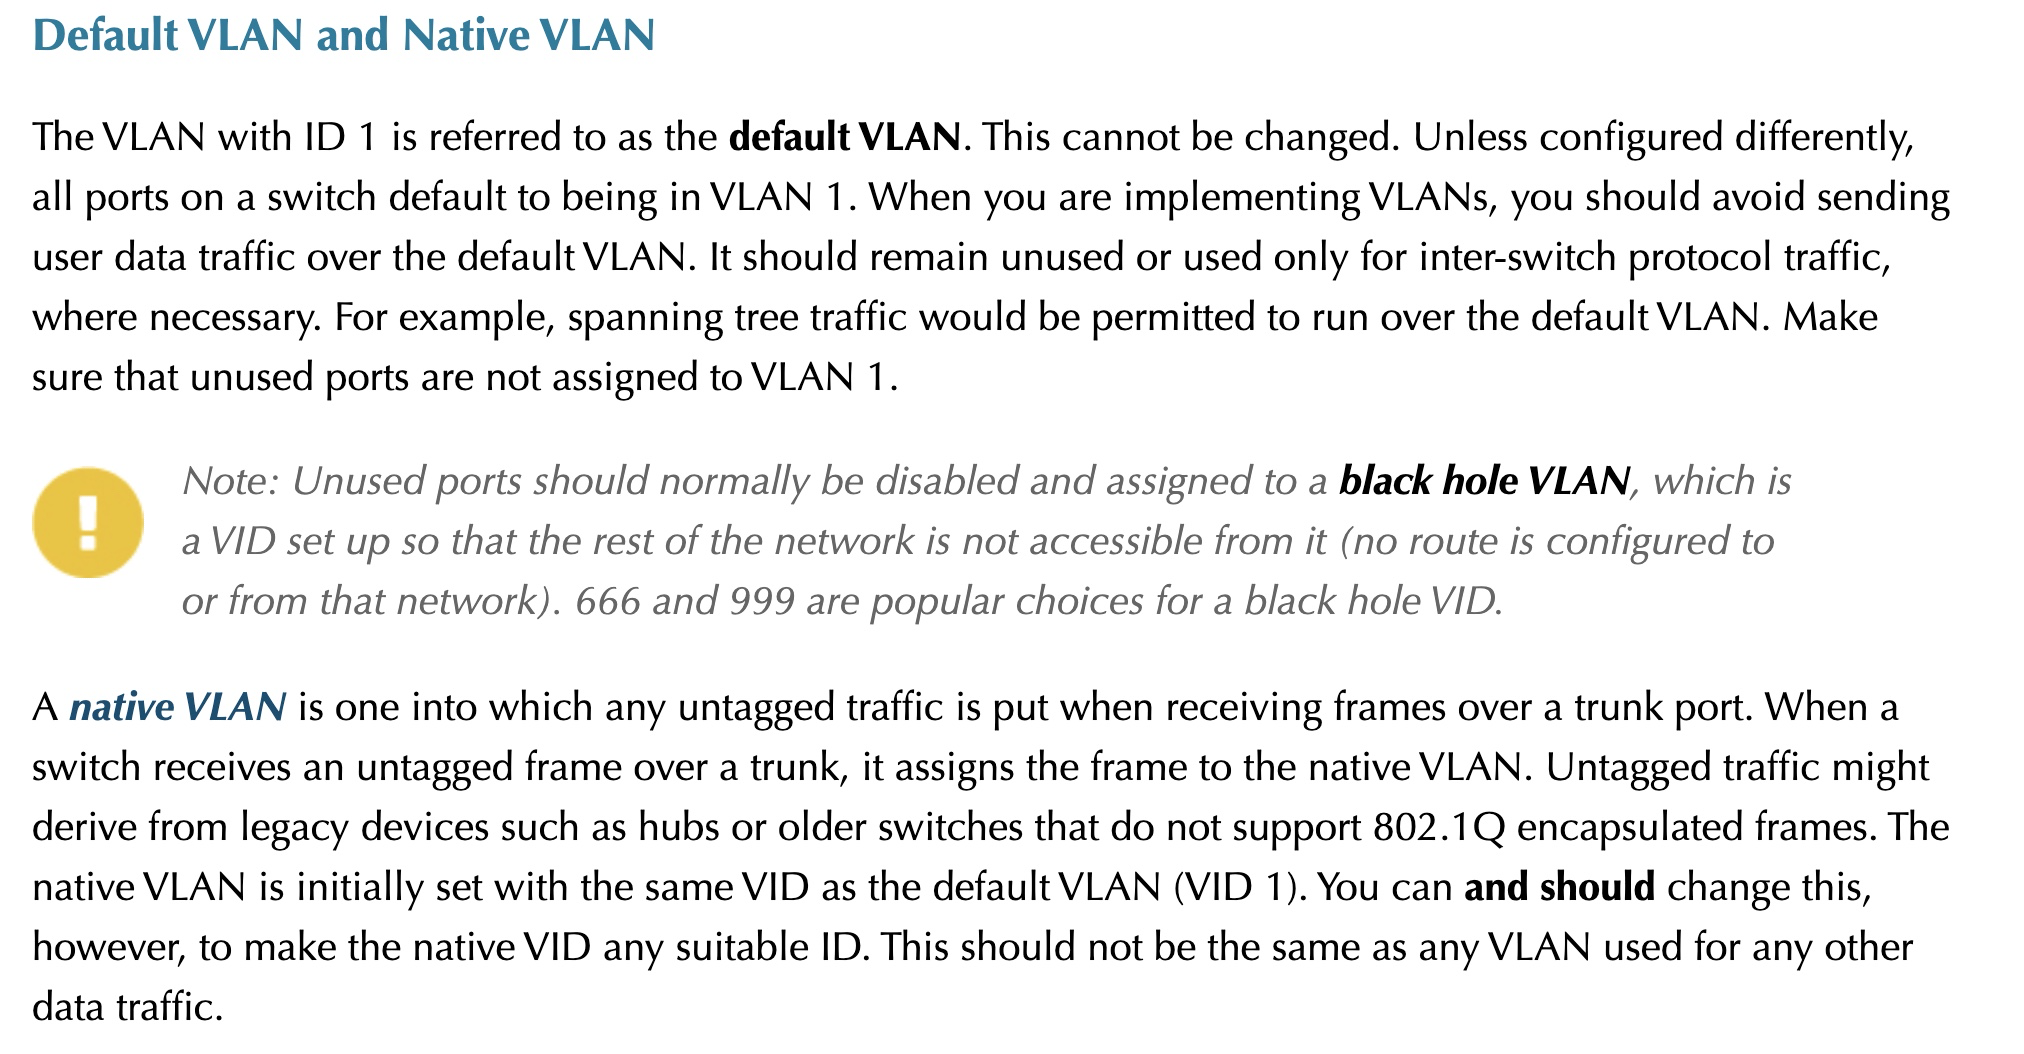 Default VLAN and Native VLAN
The VLAN with ID 1 is referred to as the default VLAN. This cannot be changed. Unless configured differently,
all ports on a switch default to being in VLAN 1. When you are implementing VLANs, you should avoid sending
user data traffic over the default VLAN. It should remain unused or used only for inter-switch protocol traffic,
where necessary. For example, spanning tree traffic would be permitted to run over the default VLAN. Make
sure that unused ports are not assigned to VLAN 1.
Note: Unused ports should normally be disabled and assigned to a black hole VLAN, which is
a VID set up so that the rest of the network is not accessible from it (no route is configured to
or from that network). 666 and 999 are popular choices for a black hole VID.
A native VLAN is one into which any untagged traffic is put when receiving frames over a trunk port. When a
switch receives an untagged frame over a trunk, it assigns the frame to the native VLAN. Untagged traffic might
derive from legacy devices such as hubs or older switches that do not support 802.1Q encapsulated frames. The
native VLAN is initially set with the same VID as the default VLAN (VID 1). You can and should change this,
however, to make the native VID any suitable ID. This should not be the same as any VLAN used for any other
data traffic.